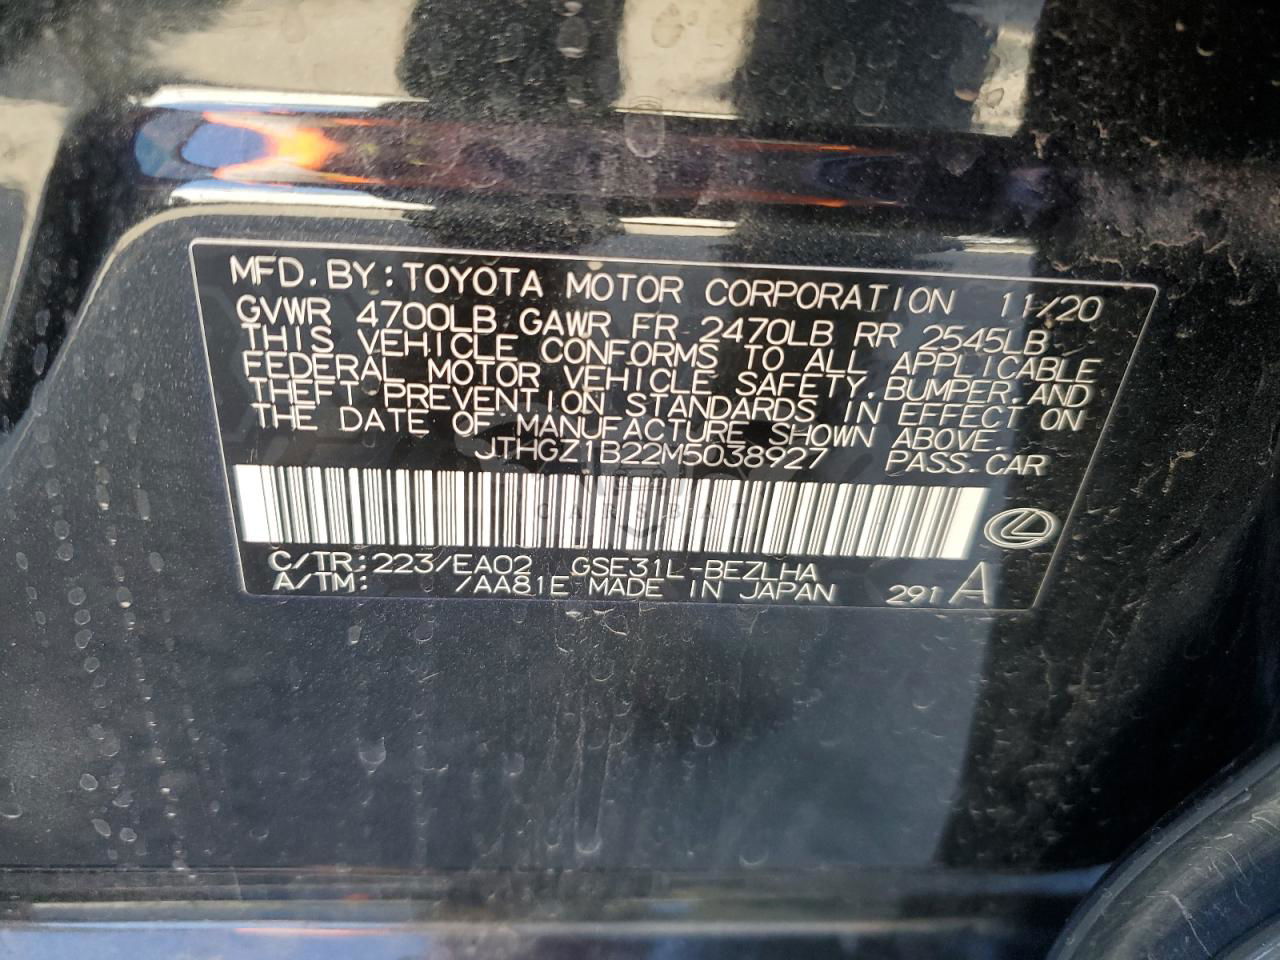 MFD. BY: TOYOTA MOTOR CORPORATION 11/20
GVWR 4700LB GAWR FR 2470LB RR 2545LB
THIS VEHICLE CONFORMS TO ALL APPLICABLE
FEDERAL MOTOR VEHICLE SAFETY, BUMPER, AND
THEFT PREVENTION STANDARDS IN EFFECT ON
THE DATE OF MANUFACTURE SHOWN ABOVE.
JTHGZ1B22M5038927 PASS.CAR
CARSBAT
C/TR:223/EA02 GSE31L-BEZLHA
A/TM: /AA81E MADE IN JAPAN 291 A